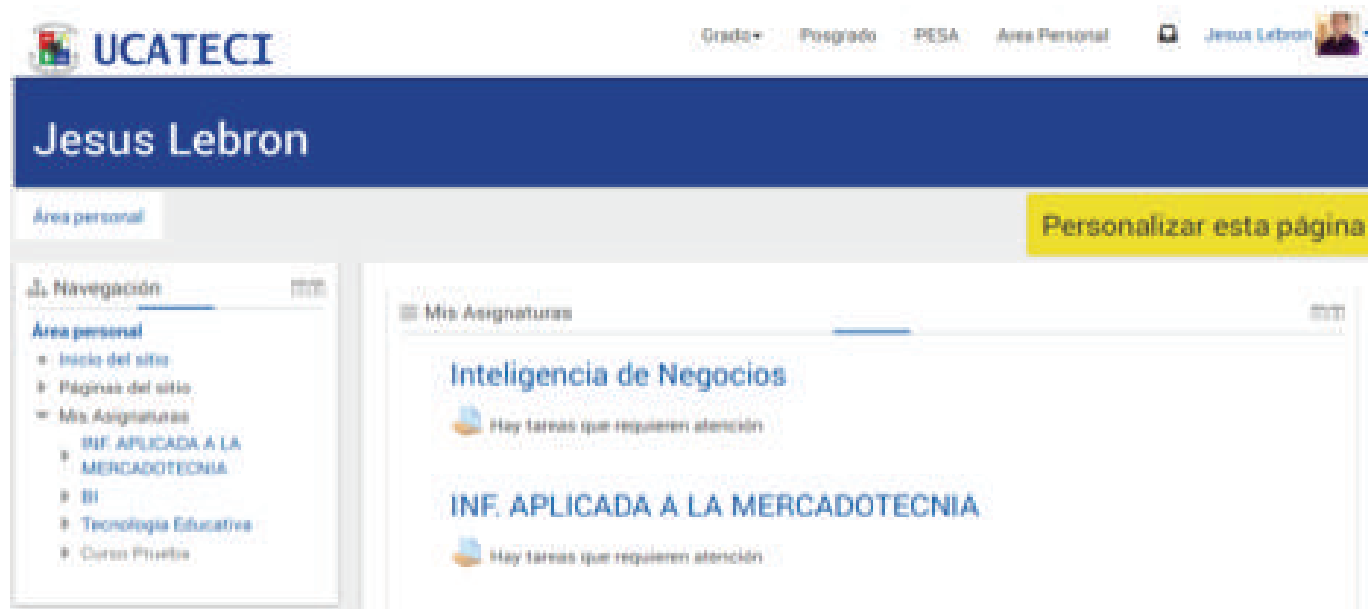 UCATECI
Grado Posgrado PESA Area Personal Jesus Lebron
Jesus Lebron
Área personal
Personalizar esta página
Navegación
Área personal
Inicio del sitio
Páginas del sitio
Mis Asignaturas
INF. APLICADA A LA
MERCADOTECNIA
BI
Tecnologia Educativa
Curso Prueba
Mis Asignaturas
Inteligencia de Negocios
Hay tareas que requieren atención
INF. APLICADA A LA MERCADOTECNIA
Hay tareas que requieren atención